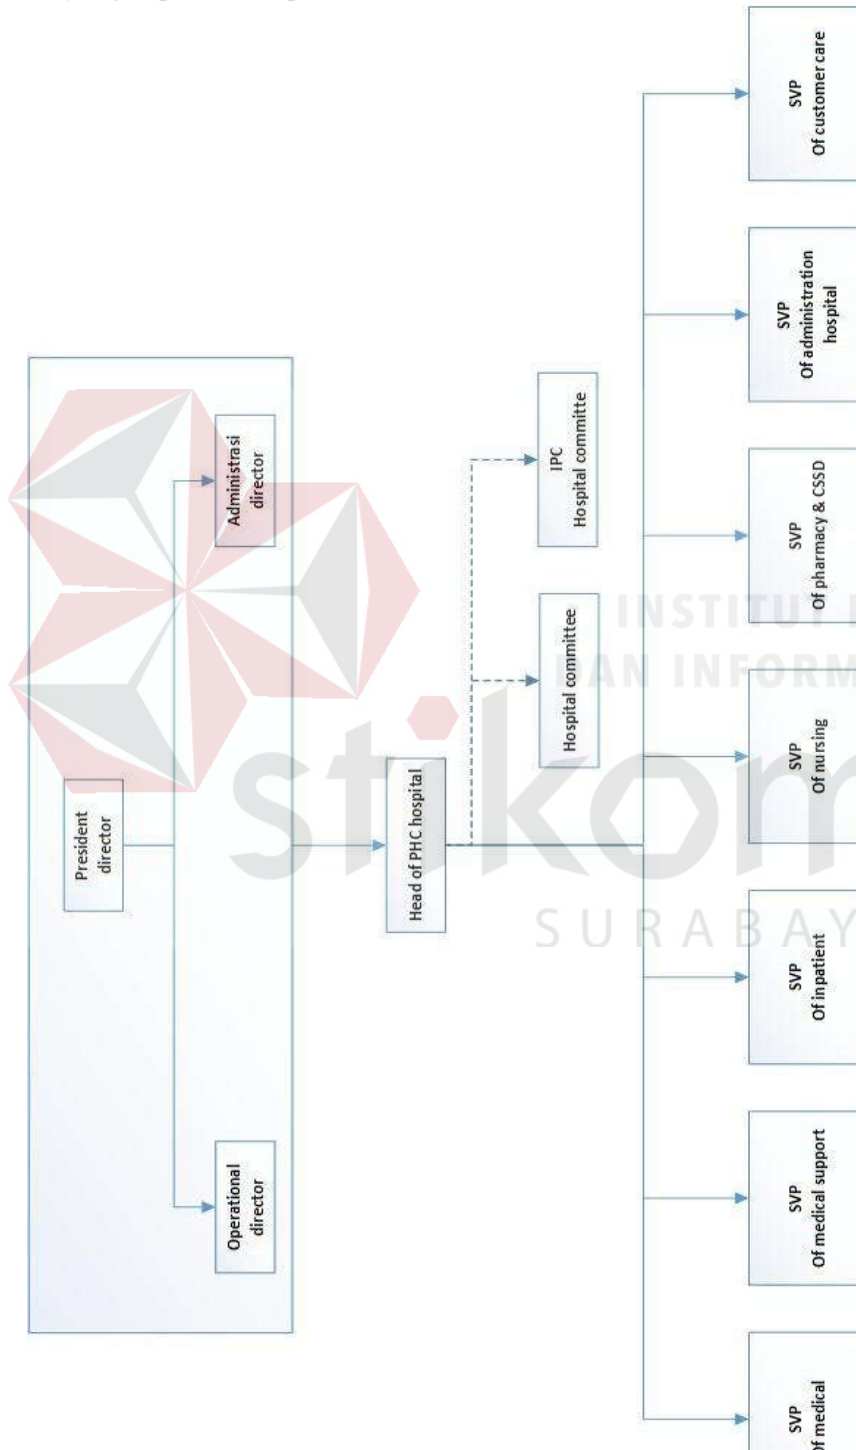 President
director
Operational
director
Administrasi
director
Head of PHC hospital
Hospital committee
IPC
Hospital committe
SVP
Of medical
SVP
Of medical support
SVP
Of inpatient
SVP
Of nursing
SVP
Of pharmacy & CSSD
SVP
Of administration
hospital
SVP
Of customer care
INSTITUT
DAN INFORM
stikom
SURABAY